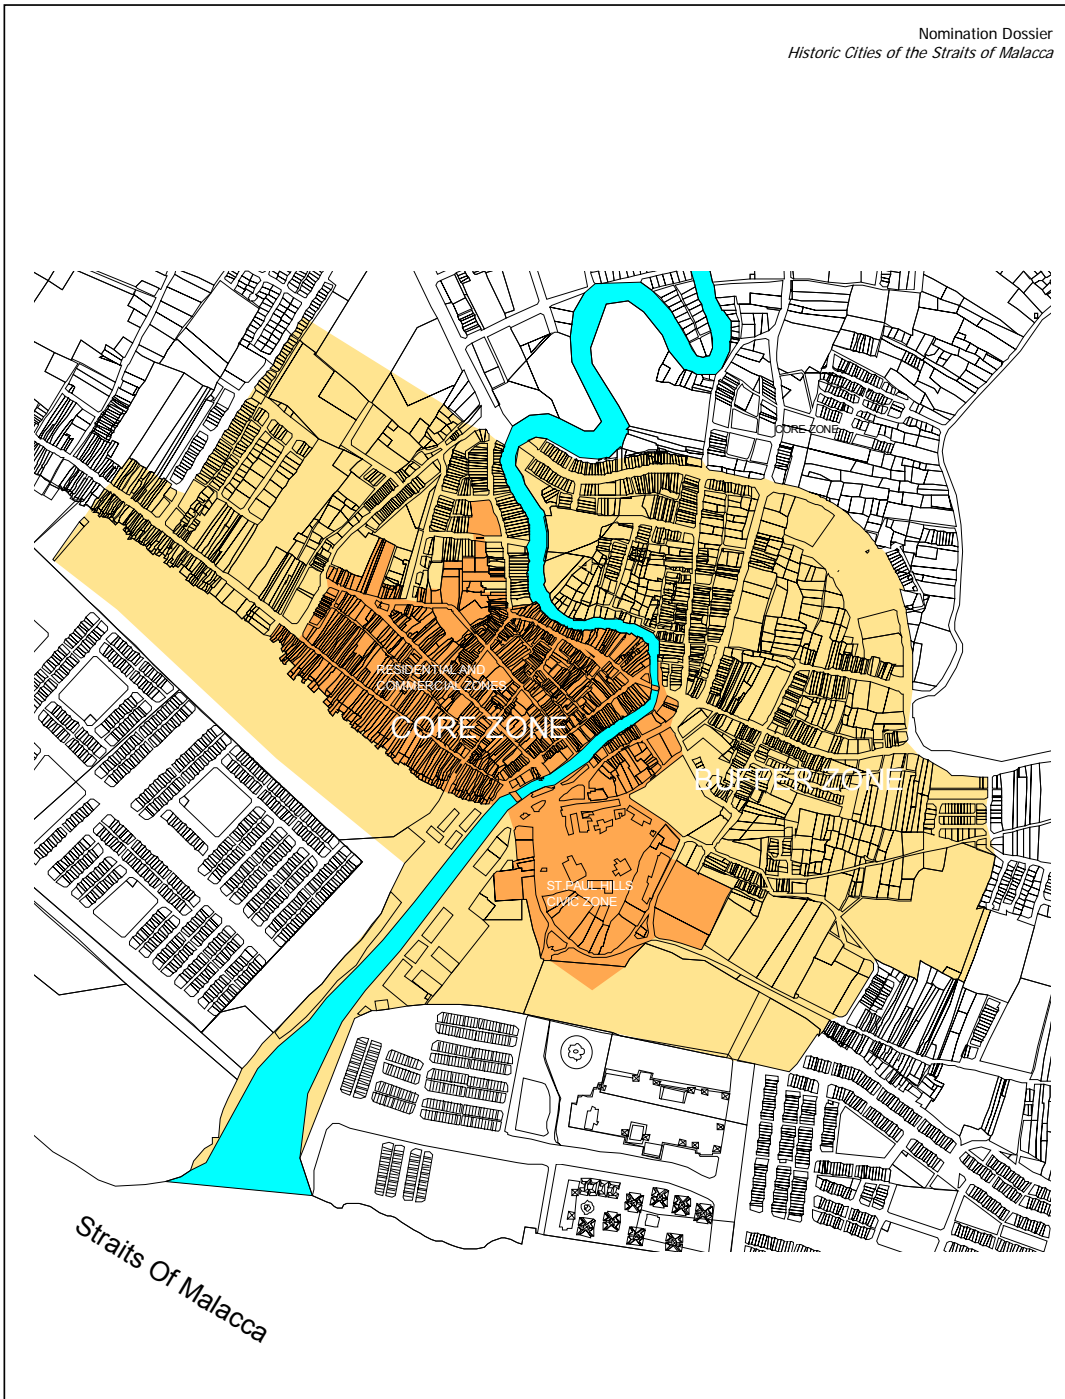 Nomination Dossier
Historic Cities of the Straits of Malacca
CORE ZONE
RESIDENTIAL AND
COMMERCIAL ZONES
CORE ZONE
BUFFER ZONE
ST PAUL HILLS
CIVIC ZONE
Straits Of Malacca